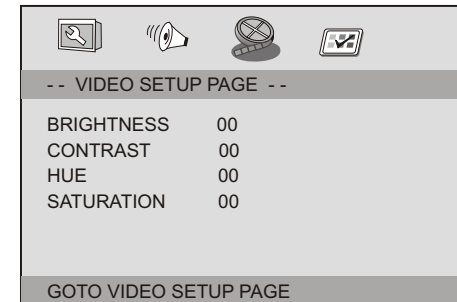 -- VIDEO SETUP PAGE --
BRIGHTNESS 00
CONTRAST 00
HUE 00
SATURATION 00
GOTO VIDEO SETUP PAGE